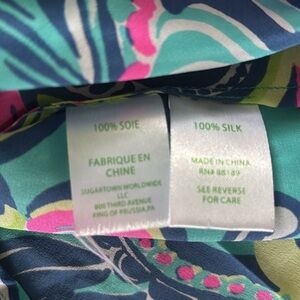 100% SOIE
FABRIQUE EN
CHINE
SUGARTOWN WORLDWIDE
LLC
800 THIRD AVENUE
KING OF PRUSSIA,PA
100% SILK
MADE IN CHINA
RN# 88189
SEE REVERSE
FOR CARE